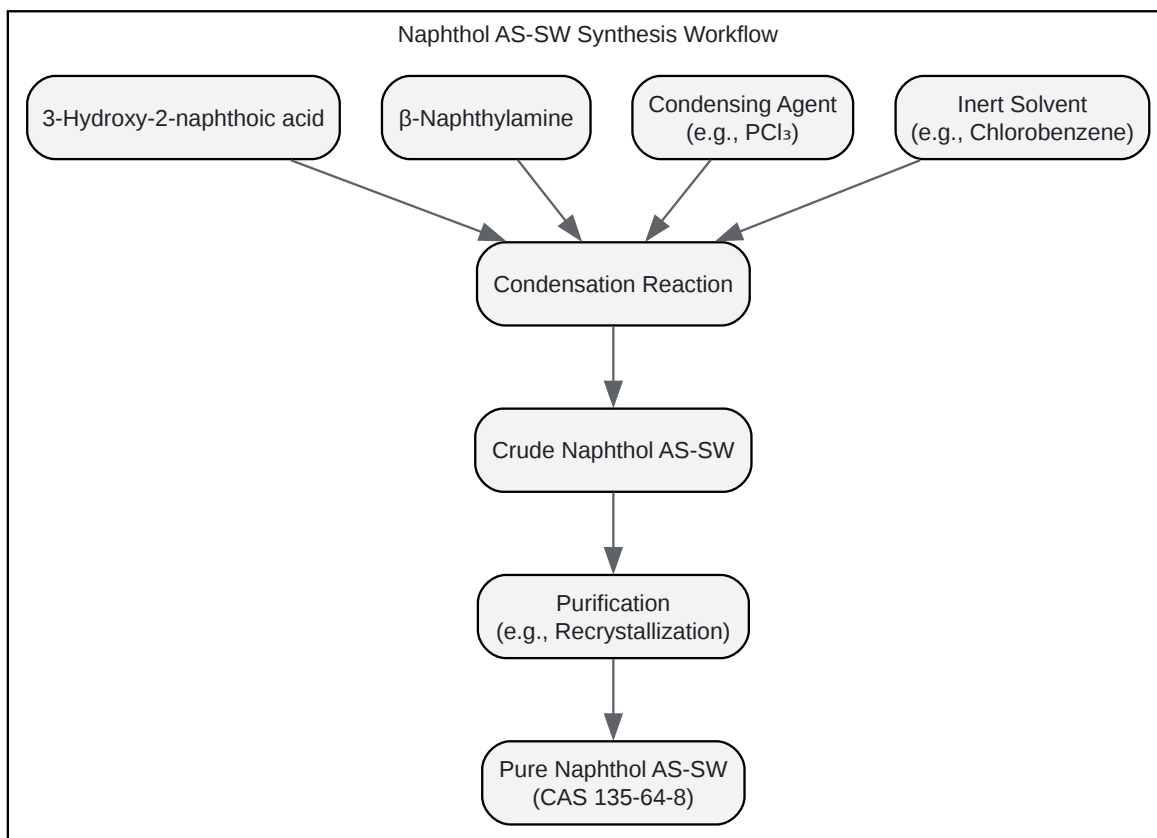 Naphthol AS-SW Synthesis Workflow
3-Hydroxy-2-naphthoic acid
β-Naphthylamine
Condensing Agent
(e.g., PCl₃)
Inert Solvent
(e.g., Chlorobenzene)
Condensation Reaction
Crude Naphthol AS-SW
Purification
(e.g., Recrystallization)
Pure Naphthol AS-SW
(CAS 135-64-8)